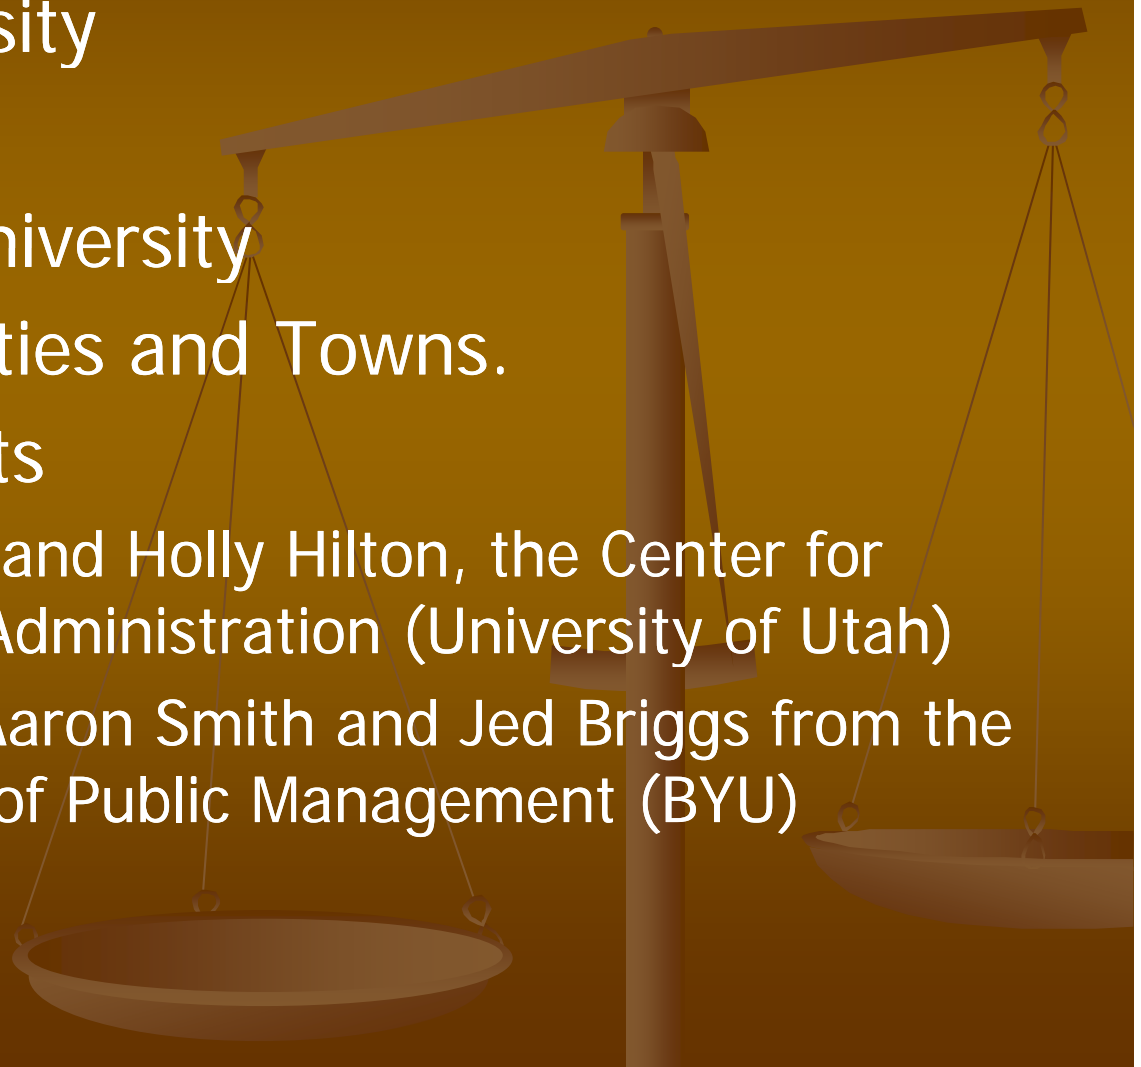 sity
niversity
ties and Towns.
ts
and Holly Hilton, the Center for
Administration (University of Utah)
Aaron Smith and Jed Briggs from the
of Public Management (BYU)